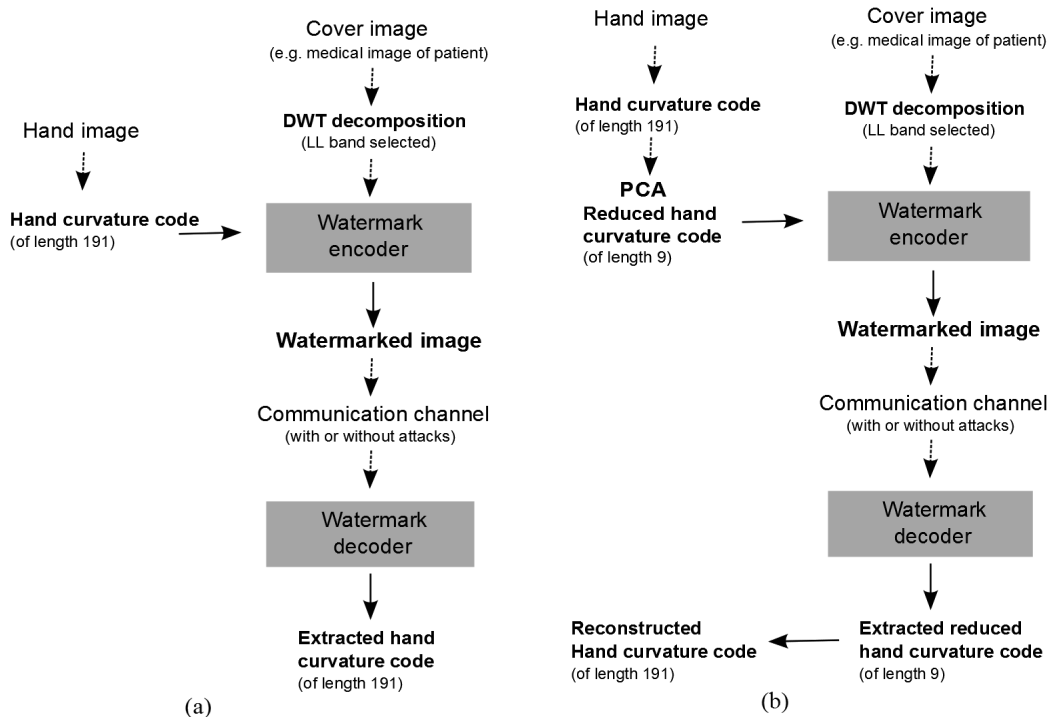 Cover image
(e.g. medical image of patient)
DWT decomposition
(LL band selected)
Hand image
Hand curvature code
(of length 191)
Watermark
encoder
Watermarked image
Communication channel
(with or without attacks)
Watermark
decoder
Extracted hand
curvature code
(of length 191)
(a)
Hand image
Cover image
(e.g. medical image of patient)
Hand curvature code
(of length 191)
DWT decomposition
(LL band selected)
PCA
Reduced hand
curvature code
(of length 9)
Watermark
encoder
Watermarked image
Communication channel
(with or without attacks)
Watermark
decoder
Extracted reduced
hand curvature code
(of length 9)
Reconstructed
Hand curvature code
(of length 191)
(b)